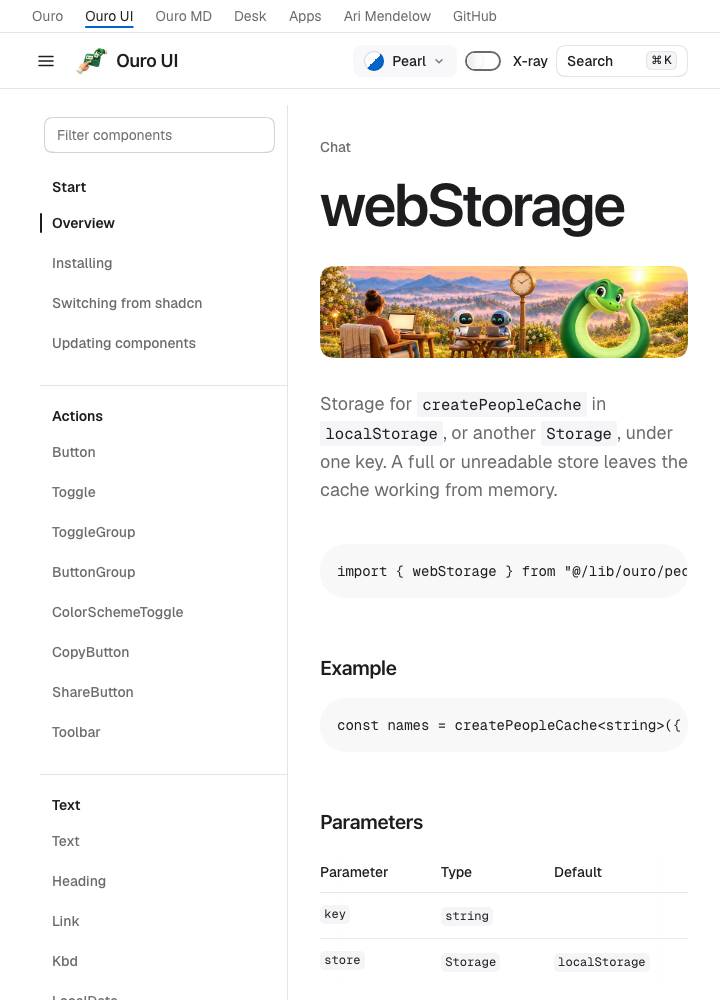 Ouro Ouro UI Ouro MD Desk Apps Ari Mendelow GitHub
Ouro UI Pearl X-ray Search ⌘ K
Filter components
Start
Overview
Installing
Switching from shadcn
Updating components
Actions
Button
Toggle
ToggleGroup
ButtonGroup
ColorSchemeToggle
CopyButton
ShareButton
Toolbar
Text
Text
Heading
Link
Kbd
Chat
webStorage
Storage for createPeopleCache in
localStorage, or another Storage, under
one key. A full or unreadable store leaves the
cache working from memory.
import { webStorage } from "@/lib/ouro/peo
Example
const names = createPeopleCache<string>({
Parameters
Parameter Type Default
key string
store Storage localStorage